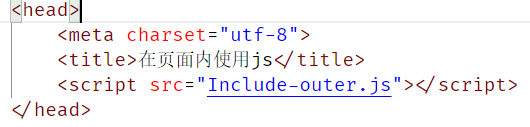 <head>
    <meta charset="utf-8">
    <title>在页面内使用js</title>
    <script src="Include-outer.js"></script>
</head>